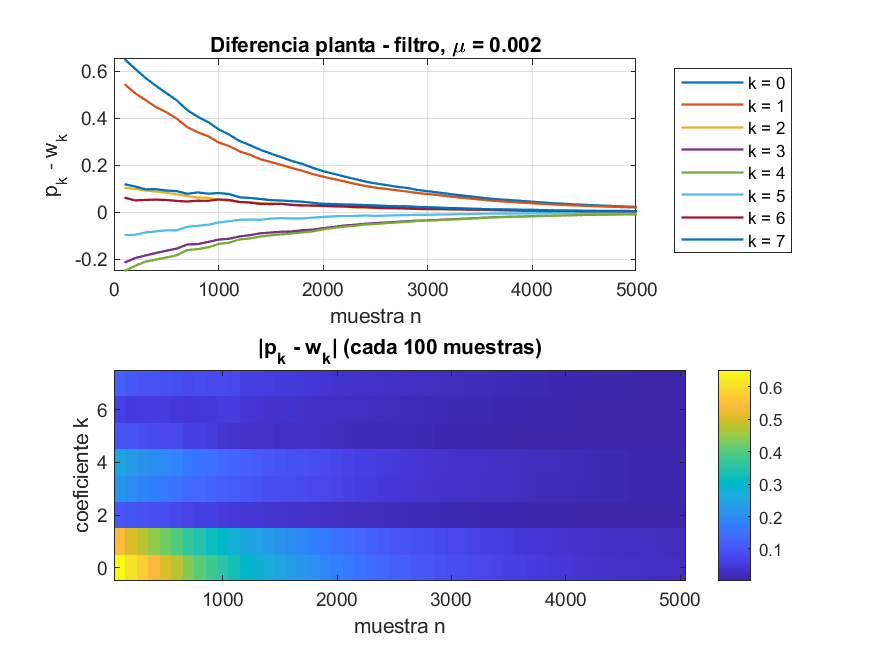 Diferencia planta - filtro, μ = 0.002
0.6
0.4
0.2
0
-0.2
p_k - w_k
0 1000 2000 3000 4000 5000
muestra n
k = 0
k = 1
k = 2
k = 3
k = 4
k = 5
k = 6
k = 7
|p_k - w_k| (cada 100 muestras)
6
4
2
0
coeficiente k
1000 2000 3000 4000 5000
muestra n
0.6
0.5
0.4
0.3
0.2
0.1